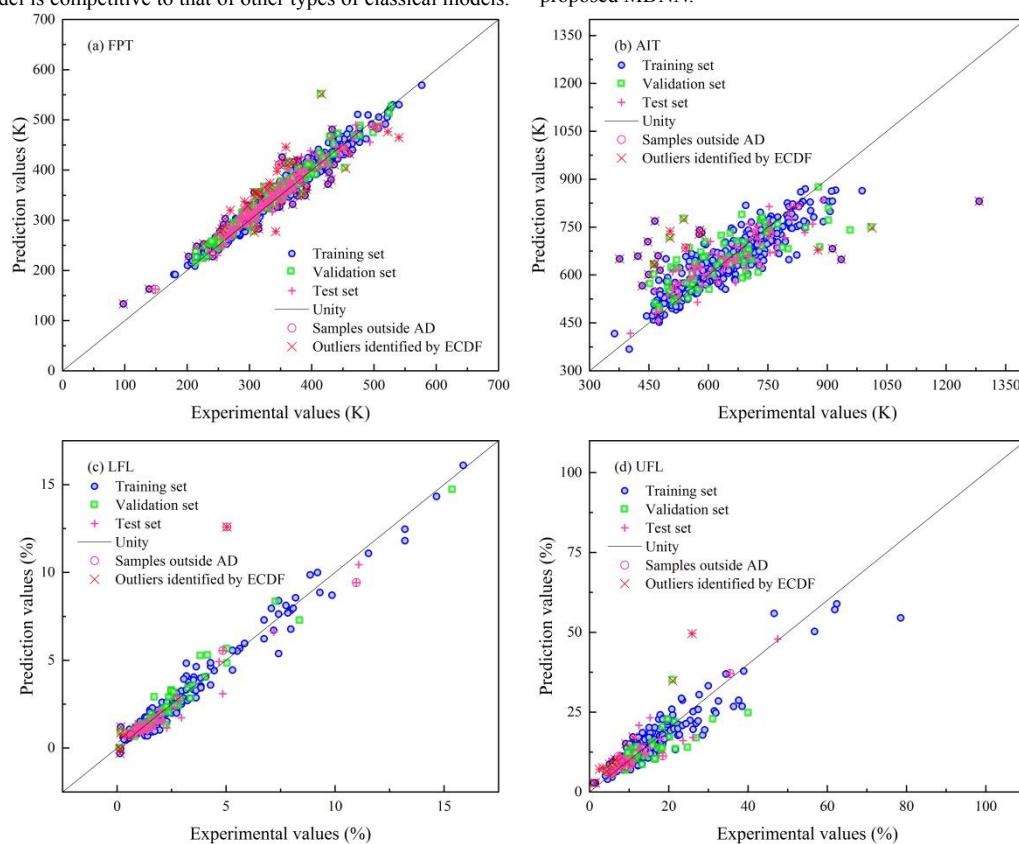 del is competitive to that of other types of classical models.
proposed MDNN.
(a) FPT
Training set
Validation set
Test set
Unity
Samples outside AD
Outliers identified by ECDF
Prediction values (K)
700
600
500
400
300
200
100
0
0 100 200 300 400 500 600 700
Experimental values (K)
(b) AIT
Training set
Validation set
Test set
Unity
Samples outside AD
Outliers identified by ECDF
Prediction values (K)
1350
1200
1050
900
750
600
450
300
300 450 600 750 900 1050 1200 1350
Experimental values (K)
(c) LFL
Training set
Validation set
Test set
Unity
Samples outside AD
Outliers identified by ECDF
Prediction values (%)
15
10
5
0
0 5 10 15
Experimental values (%)
(d) UFL
Training set
Validation set
Test set
Unity
Samples outside AD
Outliers identified by ECDF
Prediction values (%)
100
75
50
25
0
0 20 40 60 80 100
Experimental values (%)